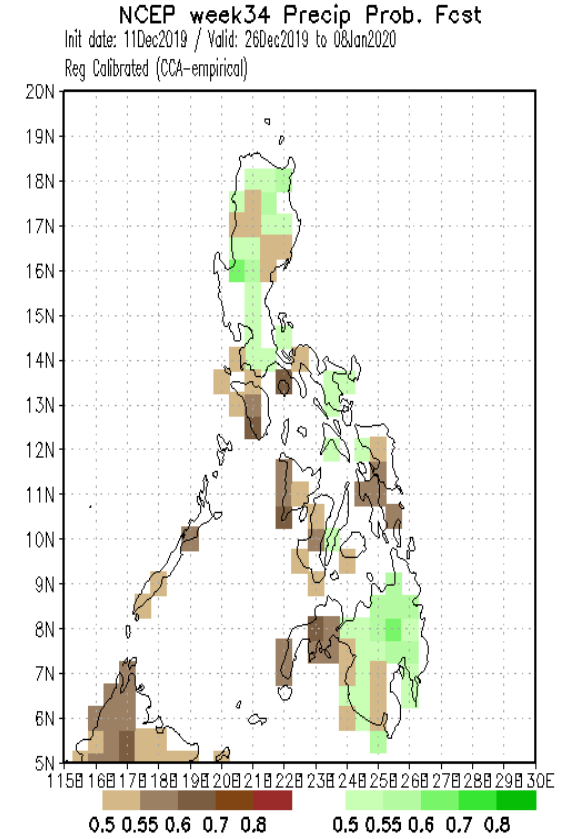 NCEP week34 Precip Prob. Fcst
Init date: 11Dec2019 / Valid: 26Dec2019 to 08Jan2020
Reg Calibrated (CCA-empirical)
20N
19N
18N
17N
16N
15N
14N
13N
12N
11N
10N
9N
8N
7N
6N
5N
115E 116E 117E 118E 119E 120E 121E 122E 123E 124E 125E 126E 127E 128E 129E 130E
0.5 0.55 0.6 0.7 0.8 0.5 0.55 0.6 0.7 0.8